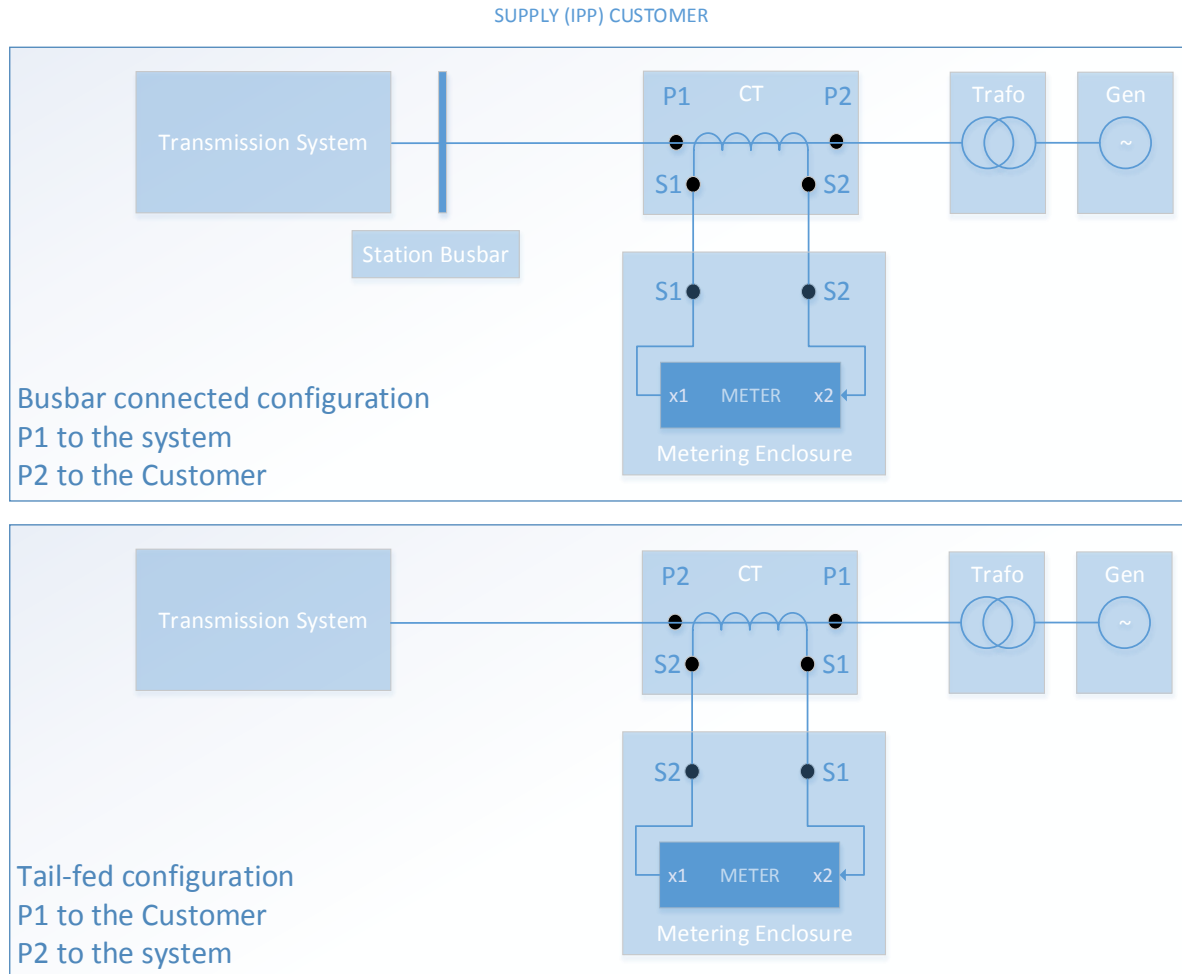 SUPPLY (IPP) CUSTOMER
P1 CT P2 Trafo Gen
Transmission System ~
S1 S2
Station Busbar
S1 S2
x1 METER x2
Metering Enclosure
Busbar connected configuration
P1 to the system
P2 to the Customer
P2 CT P1 Trafo Gen
Transmission System ~
S2 S1
S2 S1
x1 METER x2
Metering Enclosure
Tail-fed configuration
P1 to the Customer
P2 to the system